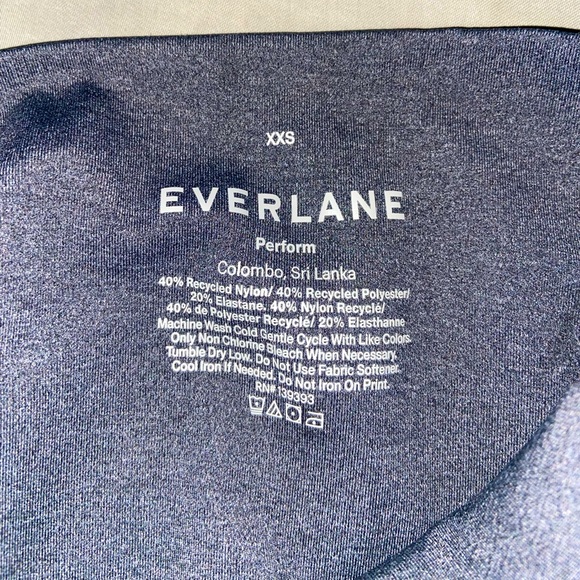 XXS
EVERLANE
Perform
Colombo, Sri Lanka
40% Recycled Nylon/ 40% Recycled Polyester/
20% Elastane. 40% Nylon Recyclé/
40% de Polyester Recyclé/ 20% Elasthanne
Machine Wash Cold Gentle Cycle With Like Colors.
Only Non Chlorine Bleach When Necessary.
Tumble Dry Low. Do Not Use Fabric Softener.
Cool Iron If Needed. Do Not Iron On Print.
RN# 139393